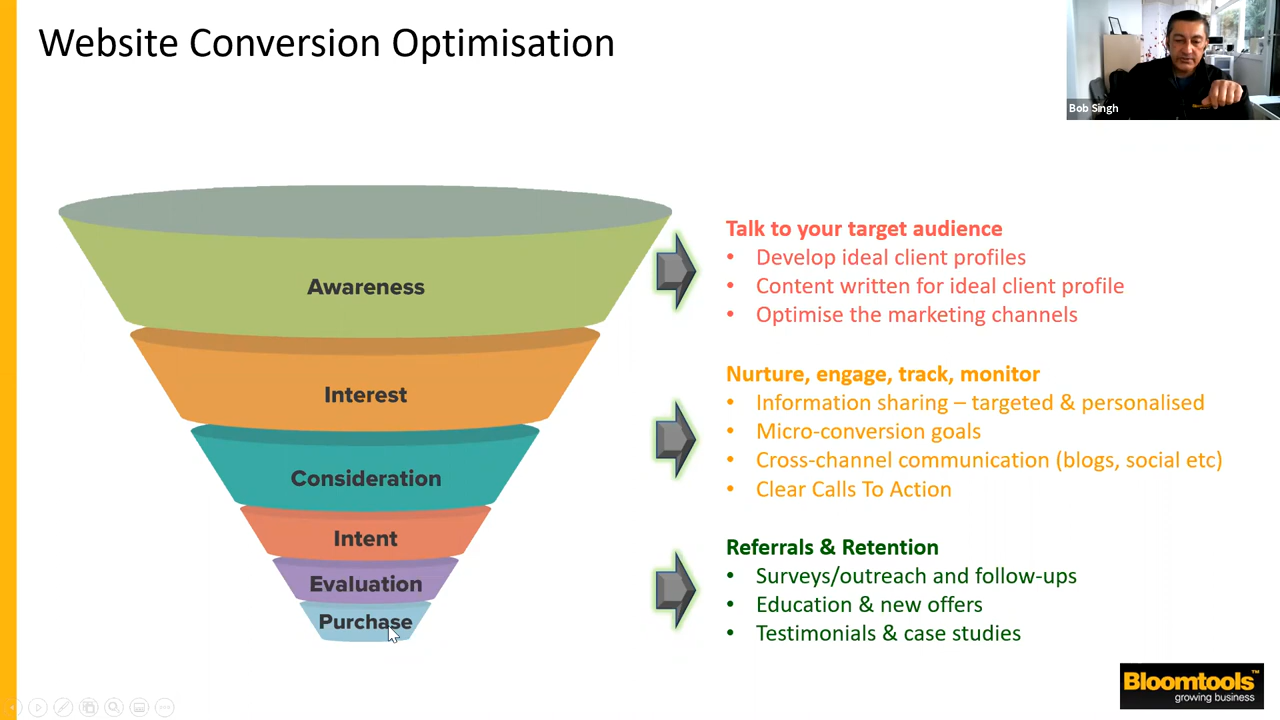 Website Conversion Optimisation
Bob Singh
Awareness
Interest
Consideration
Intent
Evaluation
Purchase
Talk to your target audience
• Develop ideal client profiles
• Content written for ideal client profile
• Optimise the marketing channels
Nurture, engage, track, monitor
• Information sharing – targeted & personalised
• Micro-conversion goals
• Cross-channel communication (blogs, social etc)
• Clear Calls To Action
Referrals & Retention
• Surveys/outreach and follow-ups
• Education & new offers
• Testimonials & case studies
Bloomtools™
growing business